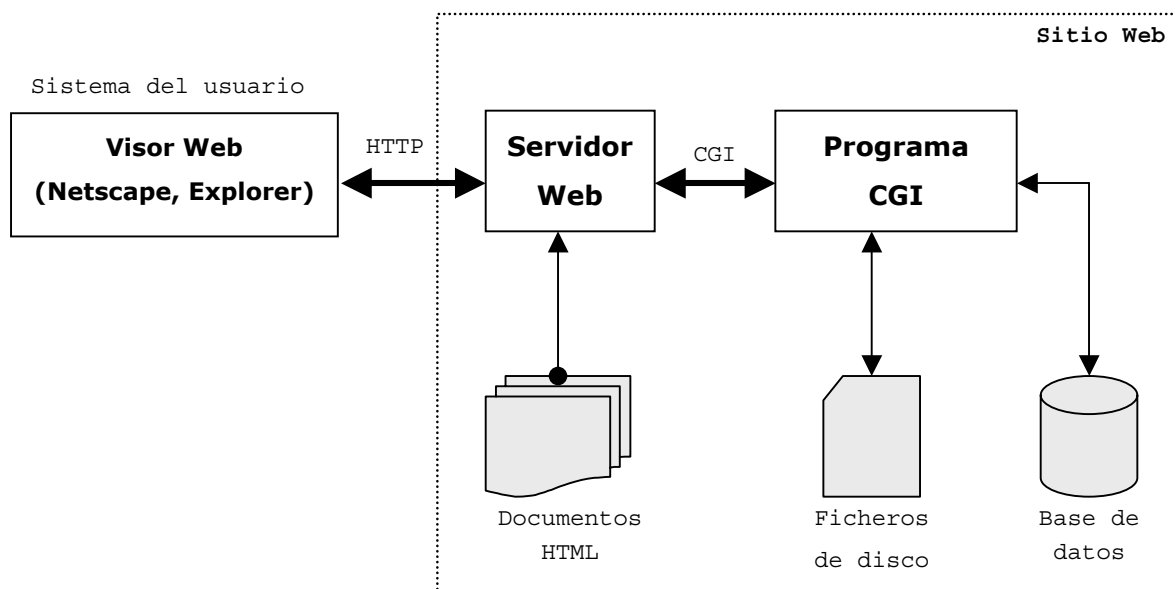 Sitio Web
Sistema del usuario
Visor Web
(Netscape, Explorer)
HTTP
Servidor
Web
CGI
Programa
CGI
Documentos
HTML
Ficheros
de disco
Base de
datos